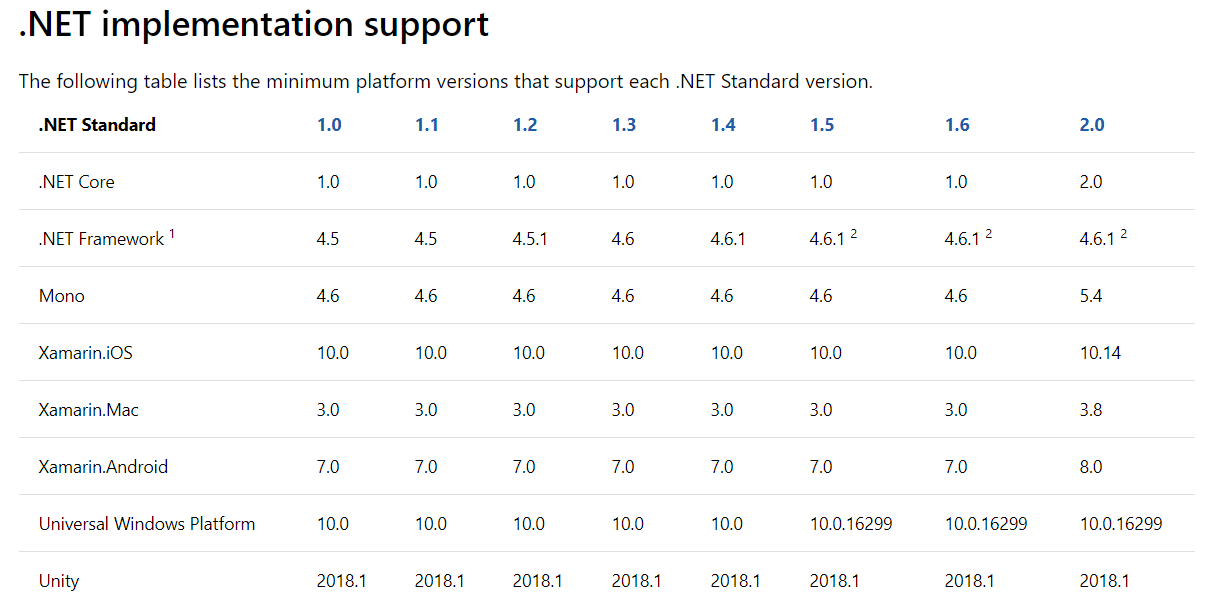 .NET implementation support
The following table lists the minimum platform versions that support each .NET Standard version.
.NET Standard 1.0 1.1 1.2 1.3 1.4 1.5 1.6 2.0
.NET Core 1.0 1.0 1.0 1.0 1.0 1.0 1.0 2.0
.NET Framework 1 4.5 4.5 4.5.1 4.6 4.6.1 4.6.1 2 4.6.1 2 4.6.1 2
Mono 4.6 4.6 4.6 4.6 4.6 4.6 4.6 5.4
Xamarin.iOS 10.0 10.0 10.0 10.0 10.0 10.0 10.0 10.14
Xamarin.Mac 3.0 3.0 3.0 3.0 3.0 3.0 3.0 3.8
Xamarin.Android 7.0 7.0 7.0 7.0 7.0 7.0 7.0 8.0
Universal Windows Platform 10.0 10.0 10.0 10.0 10.0 10.0.16299 10.0.16299 10.0.16299
Unity 2018.1 2018.1 2018.1 2018.1 2018.1 2018.1 2018.1 2018.1